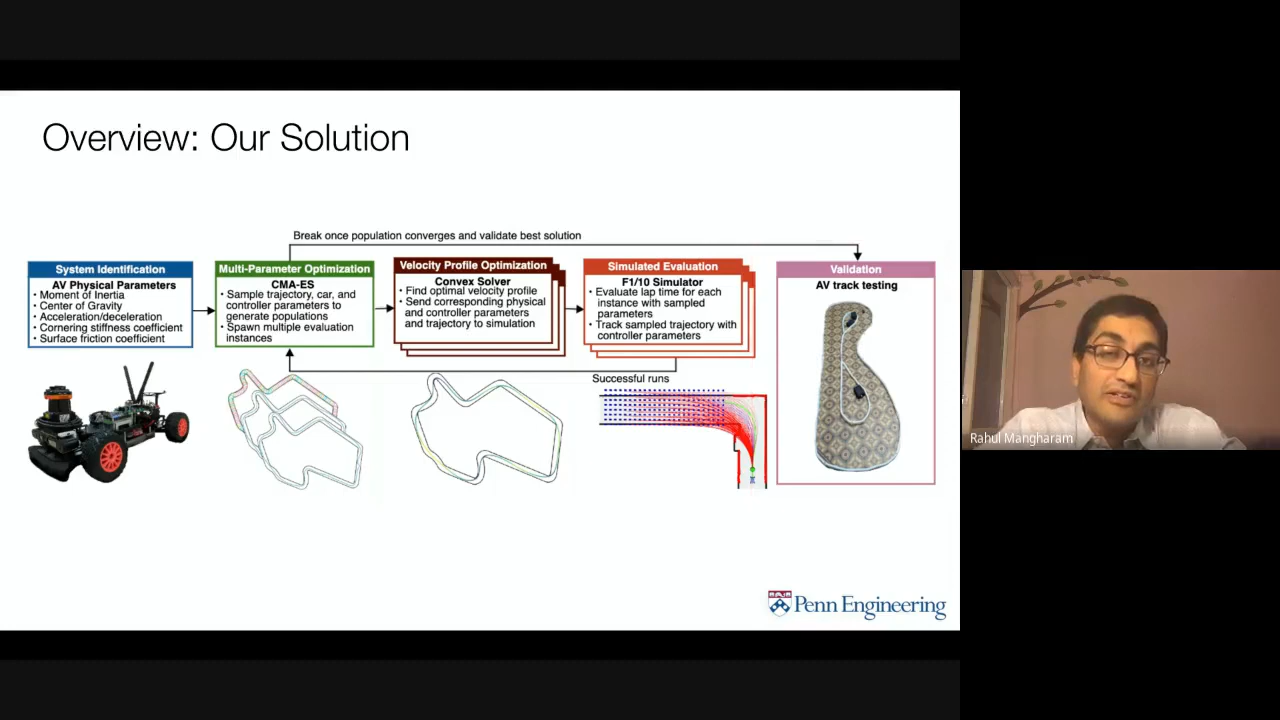 Overview: Our Solution
Break once population converges and validate best solution
System Identification
AV Physical Parameters
• Moment of Inertia
• Center of Gravity
• Acceleration/deceleration
• Cornering stiffness coefficient
• Surface friction coefficient
Multi-Parameter Optimization
CMA-ES
• Sample trajectory, car, and
controller parameters to
generate populations
• Spawn multiple evaluation
instances
Velocity Profile Optimization
Convex Solver
• Find optimal velocity profile
• Send corresponding physical
and controller parameters
and trajectory to simulation
Simulated Evaluation
F1/10 Simulator
• Evaluate lap time for each
instance with sampled
parameters
• Track sampled trajectory with
controller parameters
Validation
AV track testing
Successful runs
Penn Engineering
Rahul Mangharam